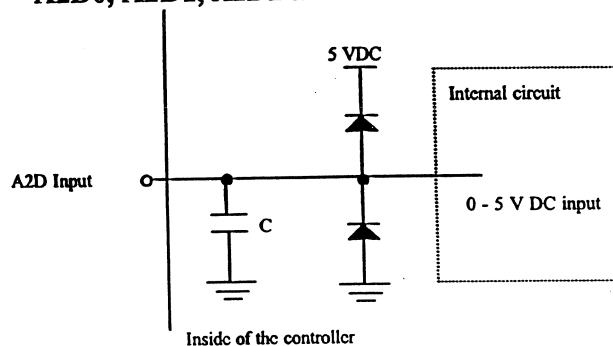 5 VDC
Internal circuit
A2D Input
0 - 5 V DC input
C
Inside of the controller